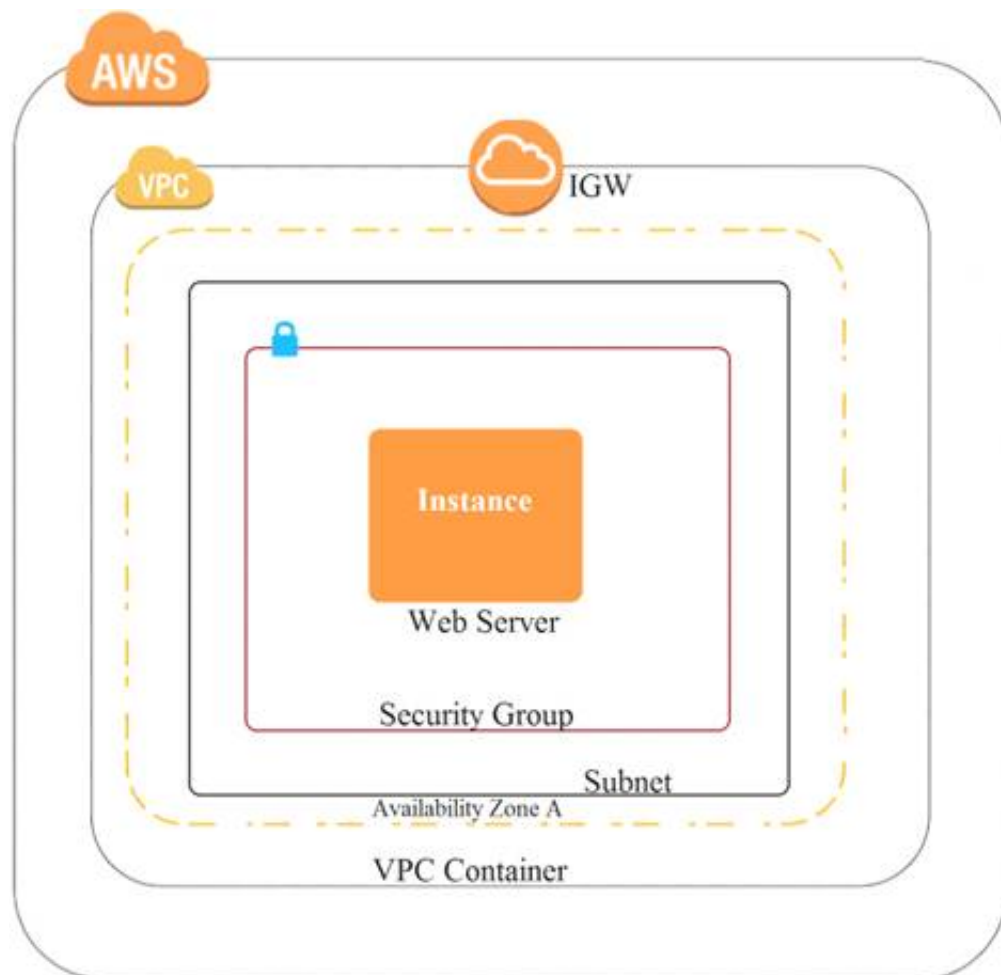 AWS
VPC
IGW
Instance
Web Server
Security Group
Subnet
Availability Zone A
VPC Container